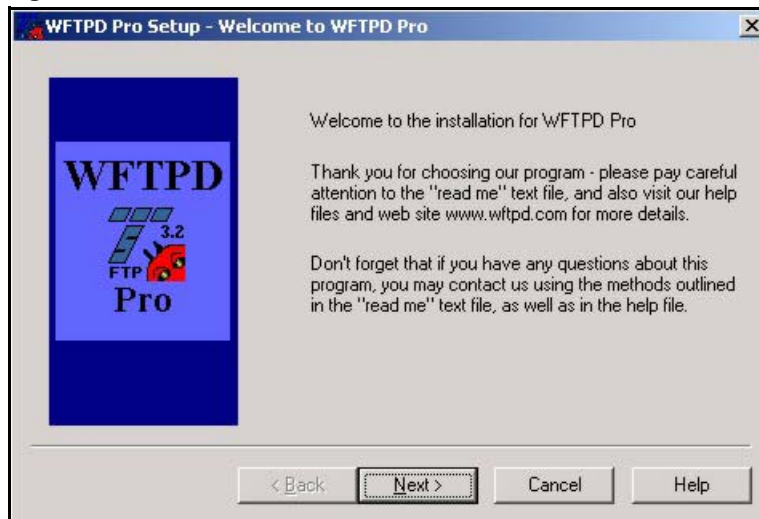 WFTPD Pro Setup - Welcome to WFTPD Pro
WFTPD
3.2
FTP
Pro
Welcome to the installation for WFTPD Pro
Thank you for choosing our program - please pay careful
attention to the "read me" text file, and also visit our help
files and web site www.wftpd.com for more details.
Don't forget that if you have any questions about this
program, you may contact us using the methods outlined
in the "read me" text file, as well as in the help file.
< Back
Next >
Cancel
Help